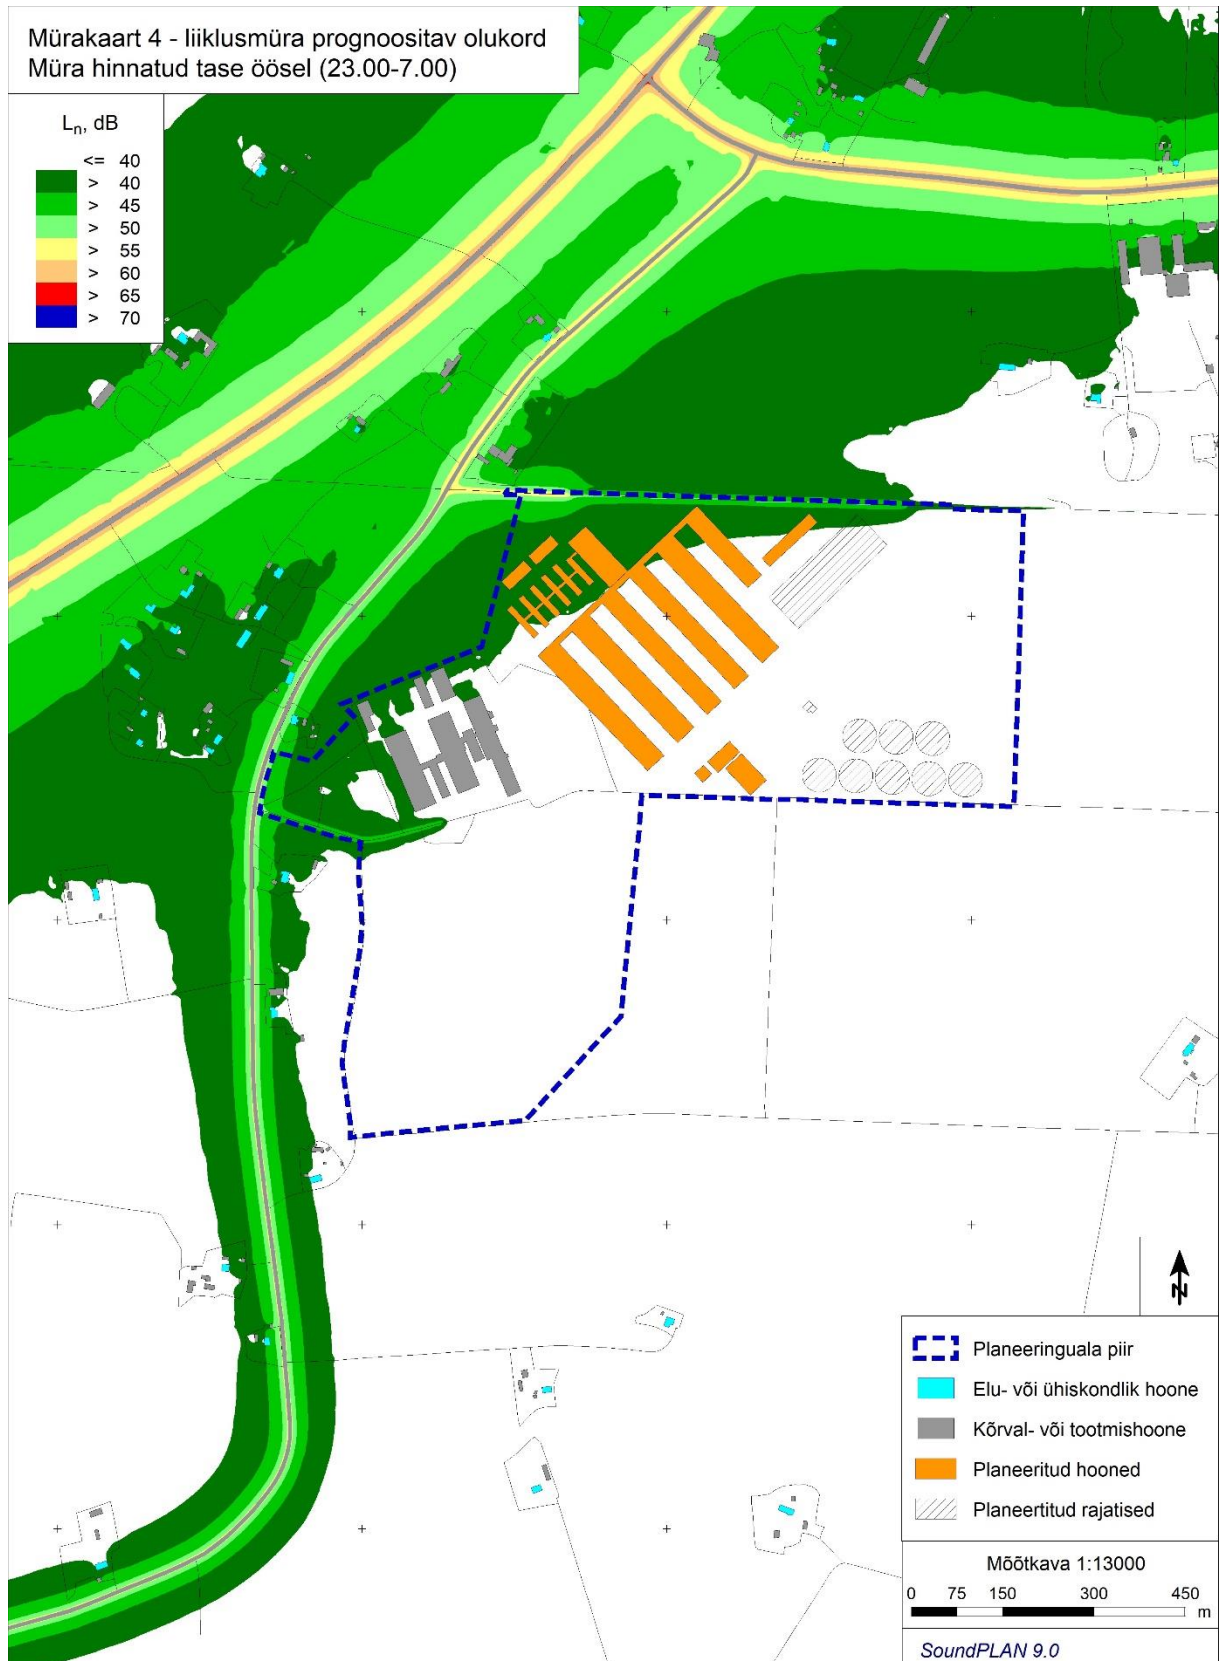 Mürakaart 4 - liiklusmüra prognoositav olukord
Müra hinnatud tase öösel (23.00-7.00)
Ln, dB
<= 40
> 40
> 45
> 50
> 55
> 60
> 65
> 70
N
Planeeringuala piir
Elu- või ühiskondlik hoone
Kõrval- või tootmishoone
Planeeritud hooned
Planeertitud rajatised
Mõõtkava 1:13000
0 75 150 300 450
m
SoundPLAN 9.0